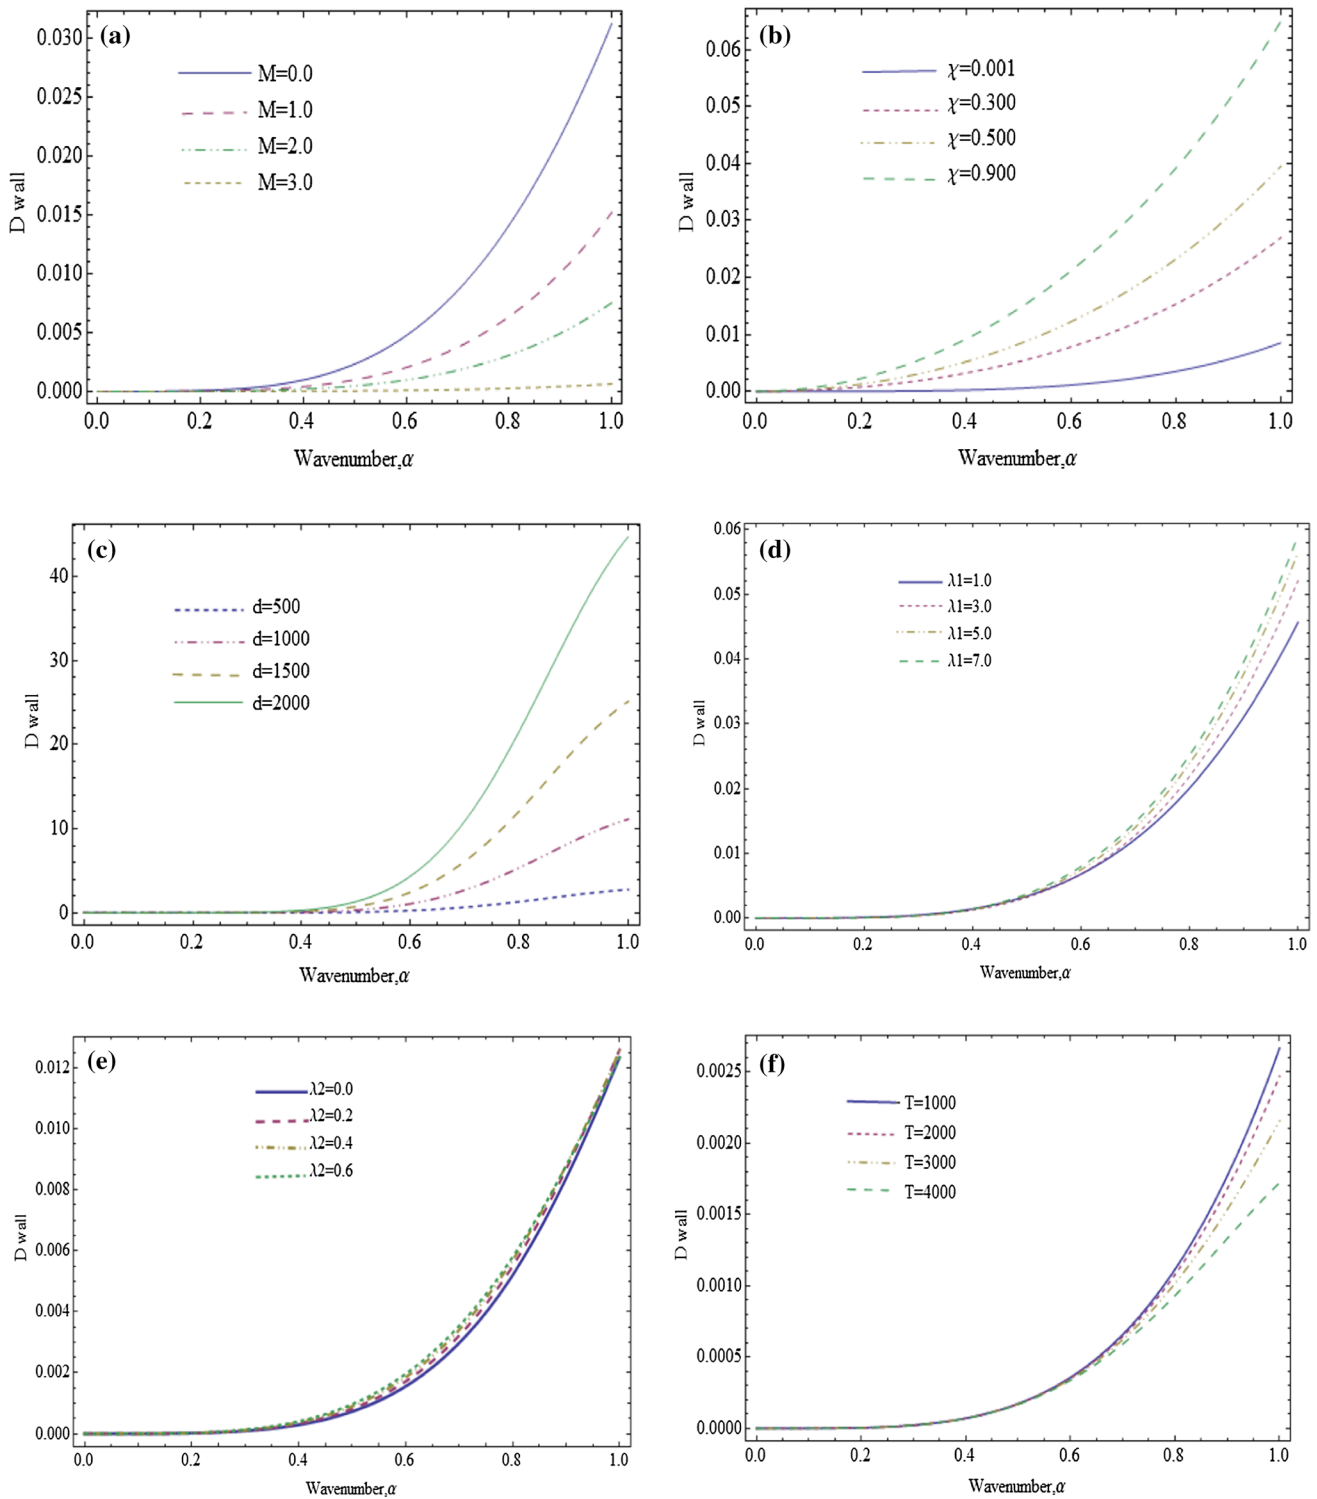 (a)
0.030
0.025
0.020
0.015
0.010
0.005
0.000
D wall
M=0.0
M=1.0
M=2.0
M=3.0
0.0 0.2 0.4 0.6 0.8 1.0
Wavenumber,α
(b)
0.06
0.05
0.04
0.03
0.02
0.01
0.00
D wall
χ=0.001
χ=0.300
χ=0.500
χ=0.900
0.0 0.2 0.4 0.6 0.8 1.0
Wavenumber,α
(c)
40
30
20
10
0
D wall
d=500
d=1000
d=1500
d=2000
0.0 0.2 0.4 0.6 0.8 1.0
Wavenumber,α
(d)
0.06
0.05
0.04
0.03
0.02
0.01
0.00
D wall
λ1=1.0
λ1=3.0
λ1=5.0
λ1=7.0
0.0 0.2 0.4 0.6 0.8 1.0
Wavenumber,α
(e)
0.012
0.010
0.008
0.006
0.004
0.002
0.000
D wall
λ2=0.0
λ2=0.2
λ2=0.4
λ2=0.6
0.0 0.2 0.4 0.6 0.8 1.0
Wavenumber,α
(f)
0.0025
0.0020
0.0015
0.0010
0.0005
0.0000
D wall
T=1000
T=2000
T=3000
T=4000
0.0 0.2 0.4 0.6 0.8 1.0
Wavenumber,α